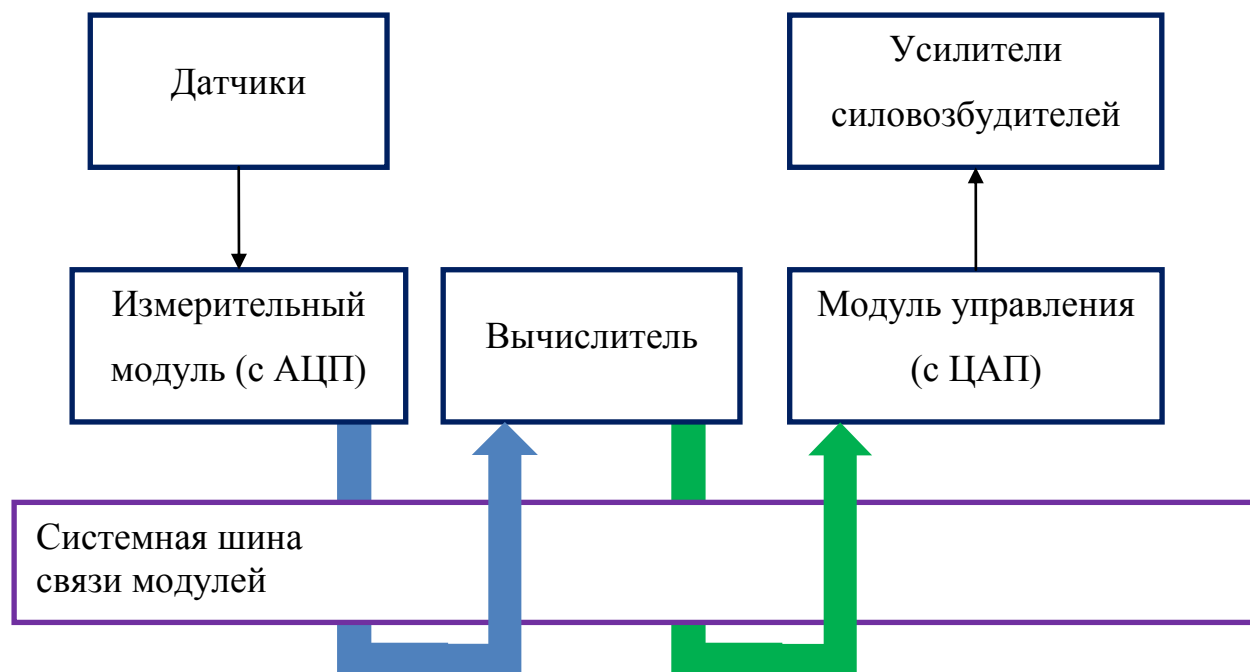 Датчики
Усилители
силовозбудителей
Измерительный
модуль (с АЦП)
Вычислитель
Модуль управления
(с ЦАП)
Системная шина
связи модулей